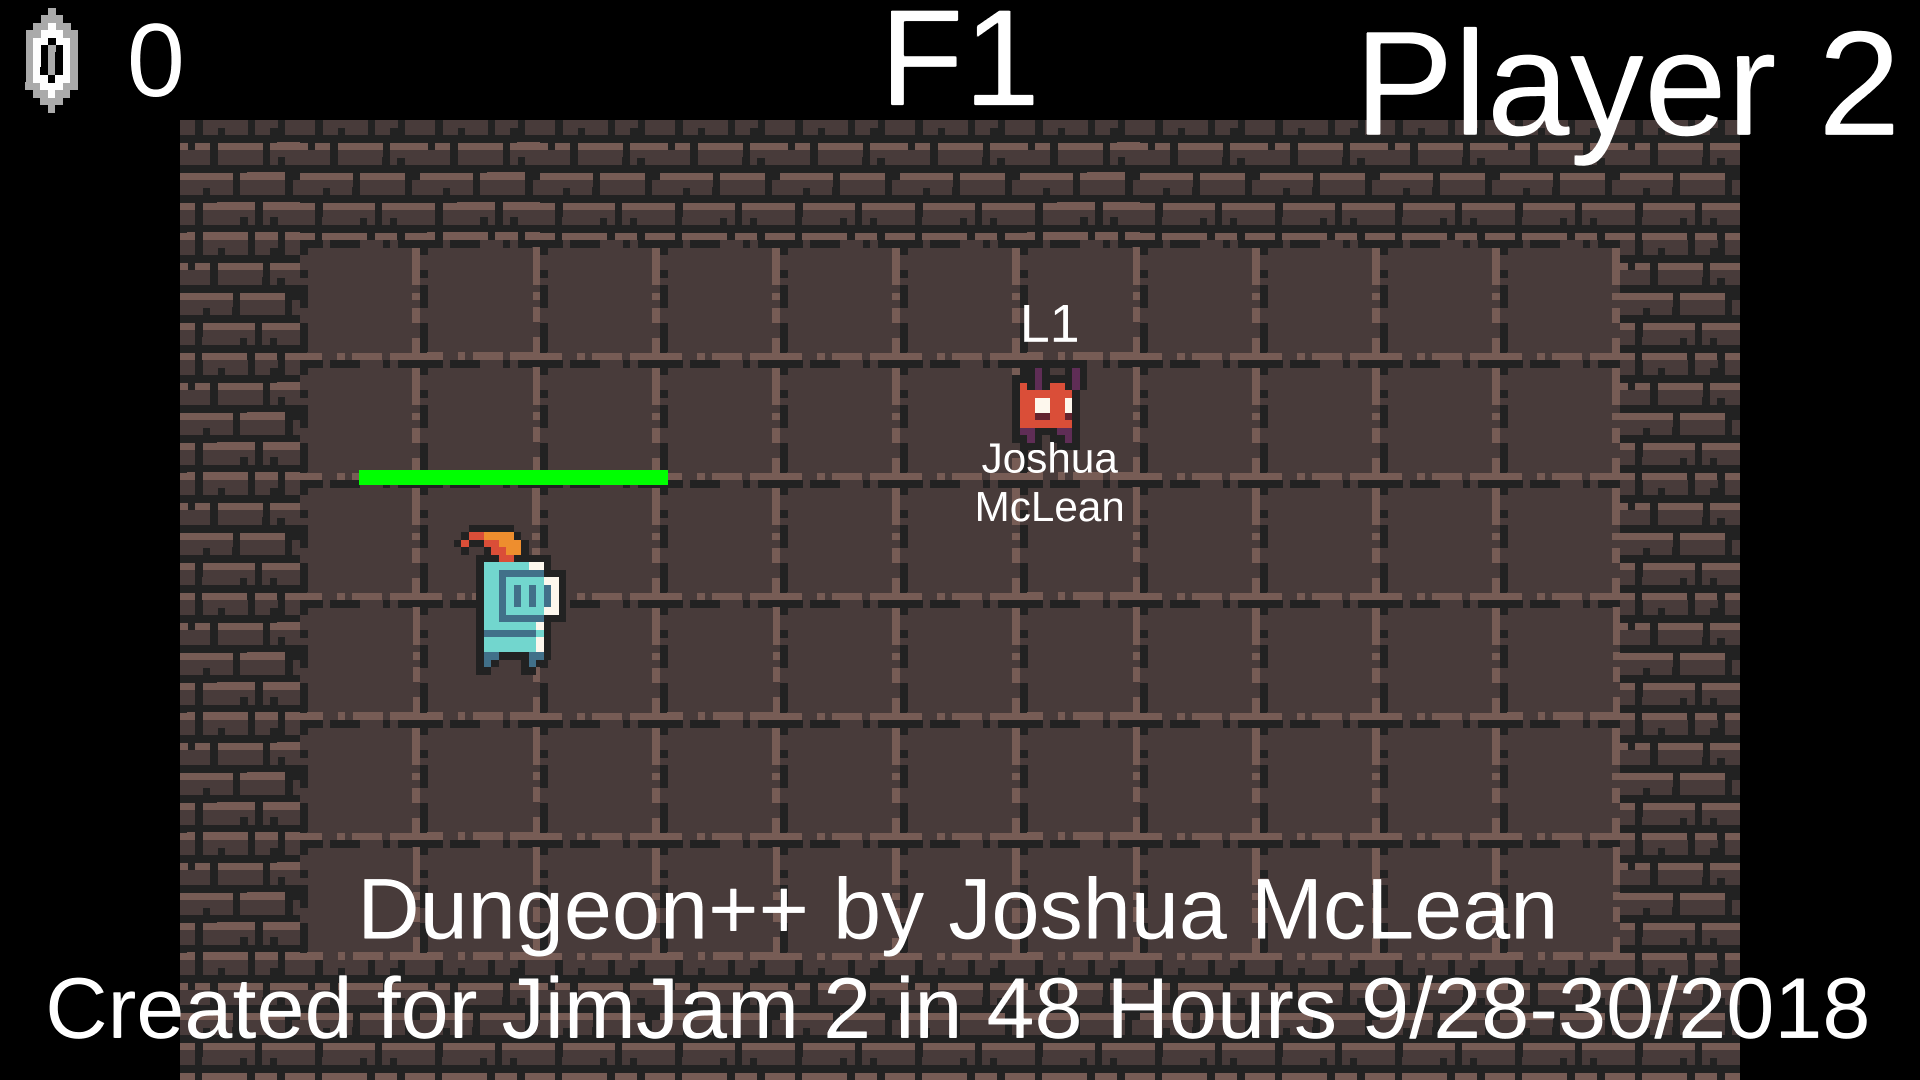 0
F1
Player 2
L1
Joshua
McLean
Dungeon++ by Joshua McLean
Created for JimJam 2 in 48 Hours 9/28-30/2018